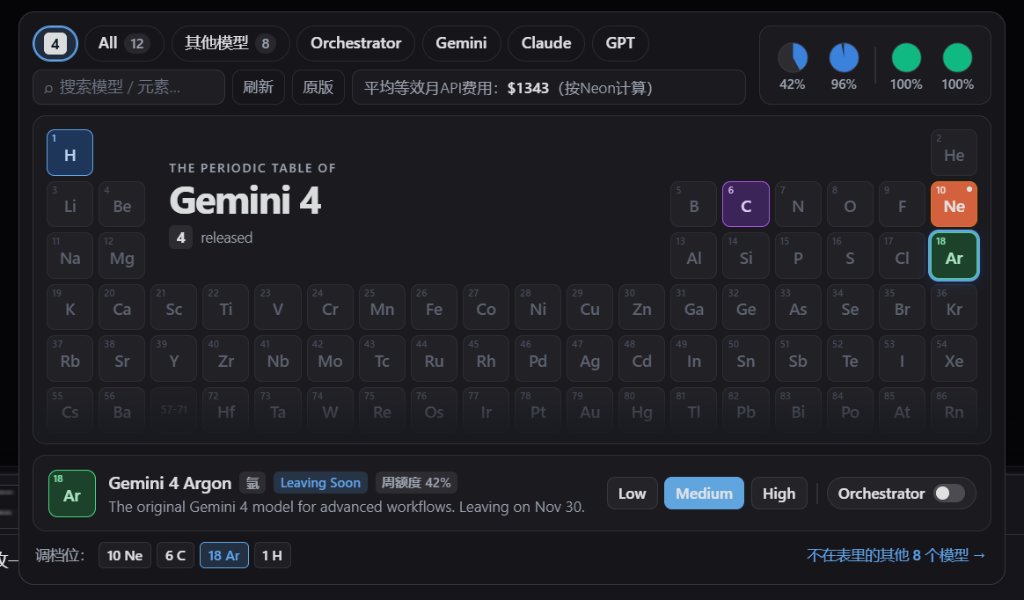 4 All 12 其他模型 8 Orchestrator Gemini Claude GPT
搜索模型 / 元素... 刷新 原版 平均等效月API费用：$1343（按Neon计算）
42% 96% 100% 100%
1 H 2 He
THE PERIODIC TABLE OF
Gemini 4
4 released
3 Li 4 Be 5 B 6 C 7 N 8 O 9 F 10 Ne
11 Na 12 Mg 13 Al 14 Si 15 P 16 S 17 Cl 18 Ar
19 K 20 Ca 21 Sc 22 Ti 23 V 24 Cr 25 Mn 26 Fe 27 Co 28 Ni 29 Cu 30 Zn 31 Ga 32 Ge 33 As 34 Se 35 Br 36 Kr
37 Rb 38 Sr 39 Y 40 Zr 41 Nb 42 Mo 43 Tc 44 Ru 45 Rh 46 Pd 47 Ag 48 Cd 49 In 50 Sn 51 Sb 52 Te 53 I 54 Xe
55 Cs 56 Ba 57-71 72 Hf 73 Ta 74 W 75 Re 76 Os 77 Ir 78 Pt 79 Au 80 Hg 81 Tl 82 Pb 83 Bi 84 Po 85 At 86 Rn
18 Ar
Gemini 4 Argon 氩 Leaving Soon 周额度 42%
The original Gemini 4 model for advanced workflows. Leaving on Nov 30.
Low Medium High Orchestrator
调档位： 10 Ne 6 C 18 Ar 1 H 不在表里的其他 8 个模型 →